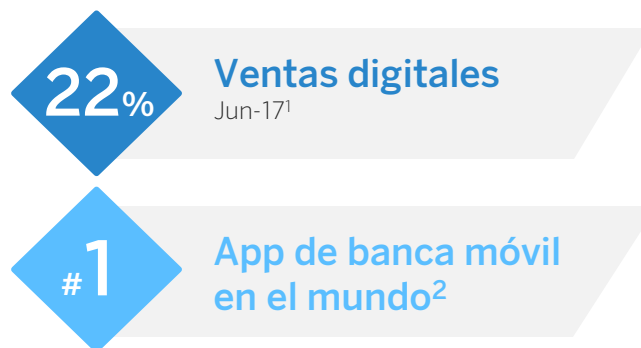 22%
Ventas digitales
Jun-17¹
#1
App de banca móvil
en el mundo²